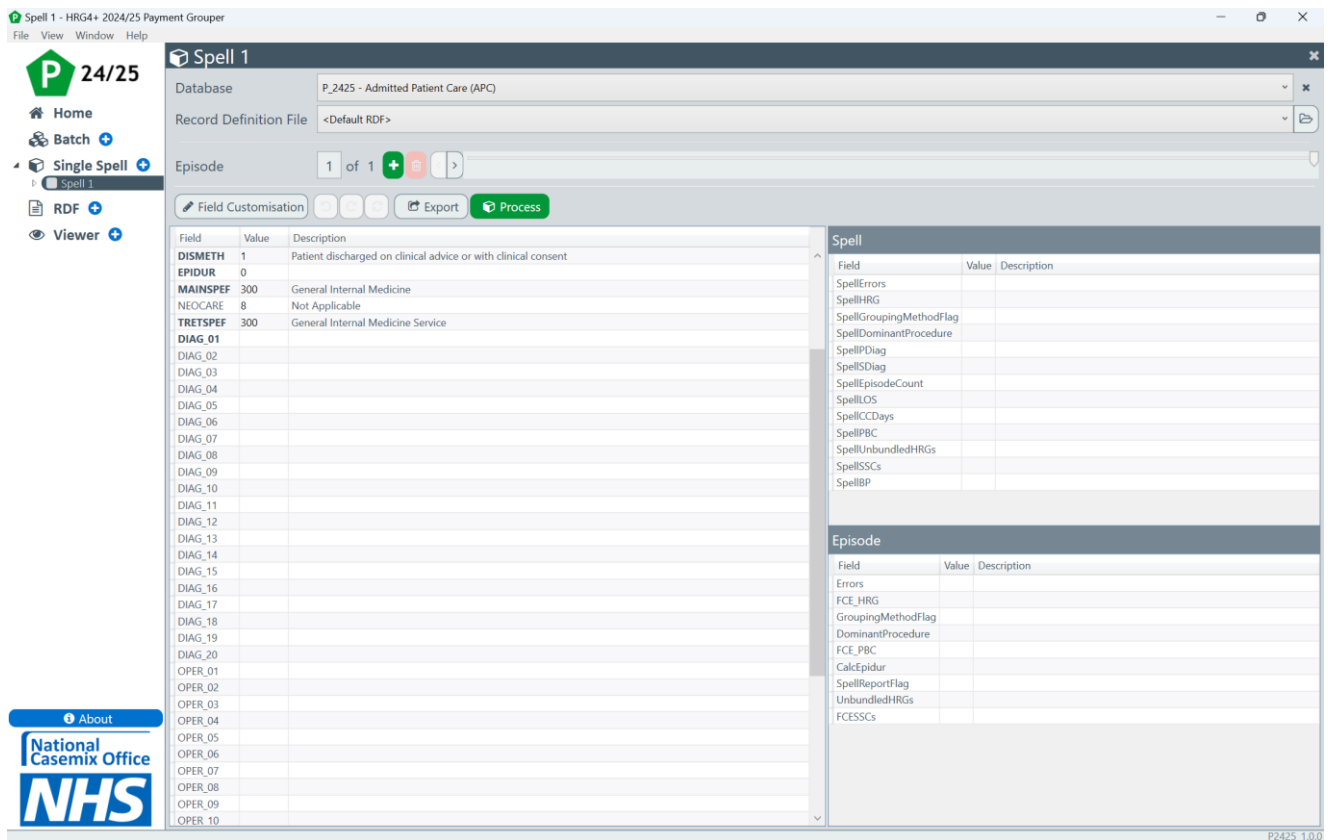 Spell 1 - HRG4+ 2024/25 Payment Grouper
File View Window Help
P 24/25
Home
Batch
Single Spell
Spell 1
RDF
Viewer
About
National
Casemix Office
NHS
Spell 1
Database P_2425 - Admitted Patient Care (APC)
Record Definition File <Default RDF>
Episode 1 of 1
Field Customisation Export Process
Field Value Description
DISMETH 1 Patient discharged on clinical advice or with clinical consent
EPIDUR 0
MAINSPEF 300 General Internal Medicine
NEOCARE 8 Not Applicable
TRETSPEF 300 General Internal Medicine Service
DIAG_01
DIAG_02
DIAG_03
DIAG_04
DIAG_05
DIAG_06
DIAG_07
DIAG_08
DIAG_09
DIAG_10
DIAG_11
DIAG_12
DIAG_13
DIAG_14
DIAG_15
DIAG_16
DIAG_17
DIAG_18
DIAG_19
DIAG_20
OPER_01
OPER_02
OPER_03
OPER_04
OPER_05
OPER_06
OPER_07
OPER_08
OPER_09
OPER_10
Spell
Field Value Description
SpellErrors
SpellHRG
SpellGroupingMethodFlag
SpellDominantProcedure
SpellPDiag
SpellSDiag
SpellEpisodeCount
SpellLOS
SpellCCDays
SpellPBC
SpellUnbundledHRGs
SpellSSCs
SpellBP
Episode
Field Value Description
Errors
FCE_HRG
GroupingMethodFlag
DominantProcedure
FCE_PBC
CalcEpidur
SpellReportFlag
UnbundledHRGs
FCESSCs
P2425_1.0.0